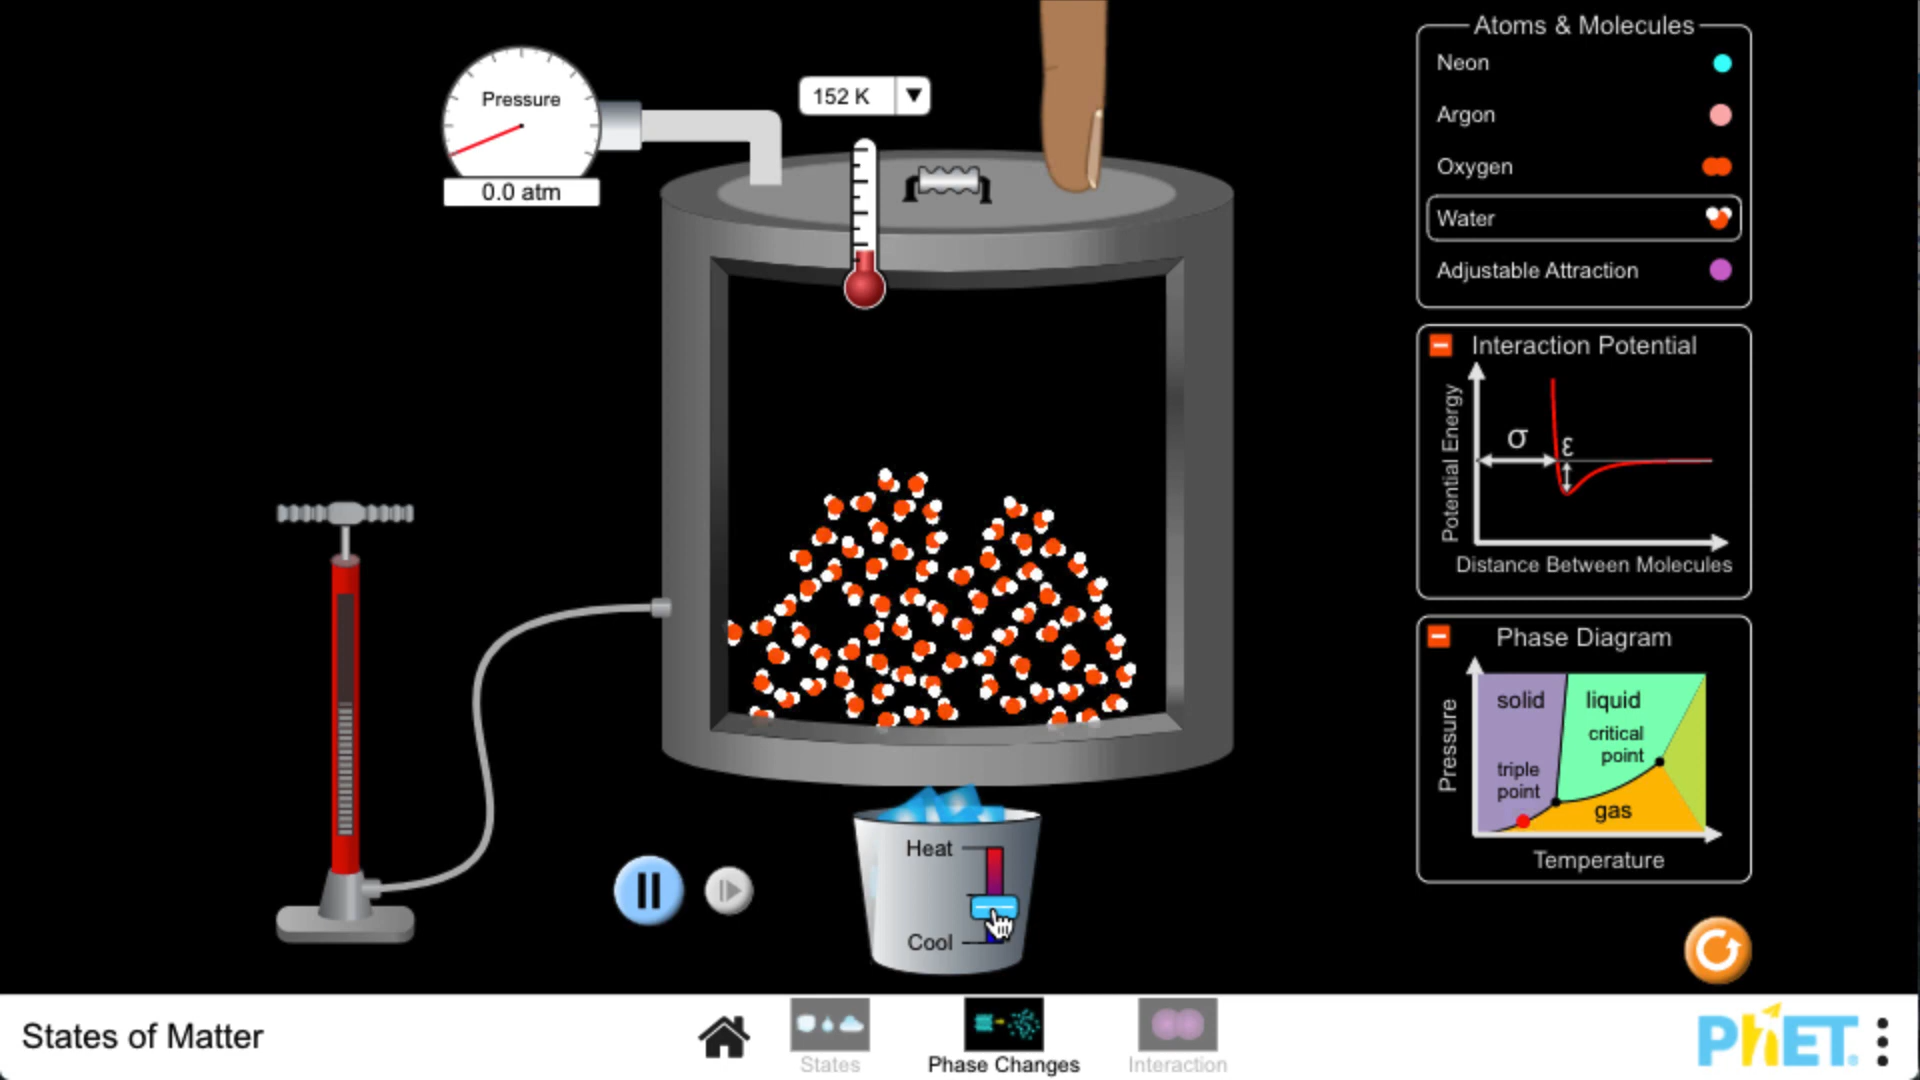 Pressure
0.0 atm
152 K
Atoms & Molecules
Neon
Argon
Oxygen
Water
Adjustable Attraction
Interaction Potential
Potential Energy
σ
ε
Distance Between Molecules
Phase Diagram
Pressure
solid
liquid
critical
point
triple
point
gas
Temperature
Heat
Cool
States of Matter
States
Phase Changes
Interaction
PhET